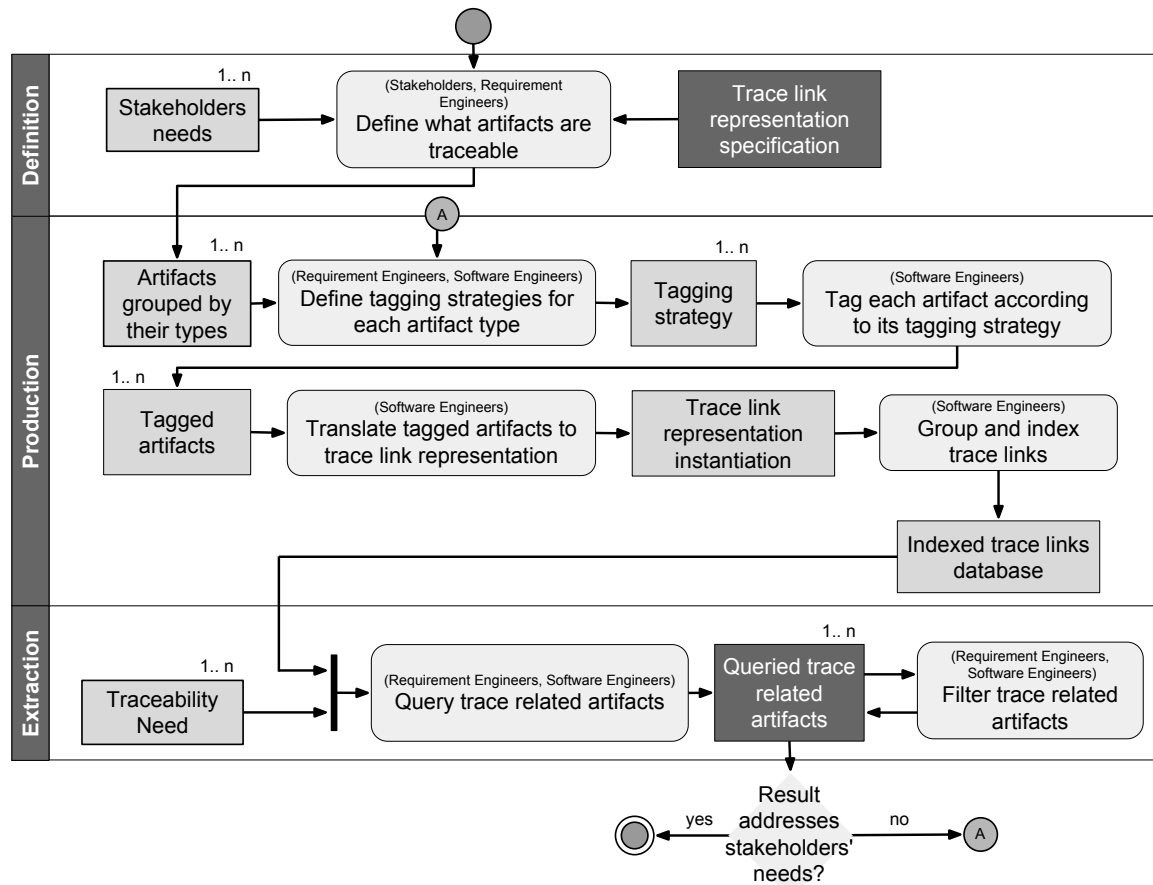 Definition
1.. n
Stakeholders
needs
(Stakeholders, Requirement
Engineers)
Define what artifacts are
traceable
Trace link
representation
specification
Production
A
1.. n
Artifacts
grouped by
their types
(Requirement Engineers, Software Engineers)
Define tagging strategies for
each artifact type
1.. n
Tagging
strategy
(Software Engineers)
Tag each artifact according
to its tagging strategy
1.. n
Tagged
artifacts
(Software Engineers)
Translate tagged artifacts to
trace link representation
Trace link
representation
instantiation
(Software Engineers)
Group and index
trace links
Indexed trace links
database
Extraction
1.. n
Traceability
Need
(Requirement Engineers, Software Engineers)
Query trace related artifacts
1.. n
Queried trace
related
artifacts
(Requirement Engineers,
Software Engineers)
Filter trace related
artifacts
Result
addresses
stakeholders'
needs?
yes
no
A